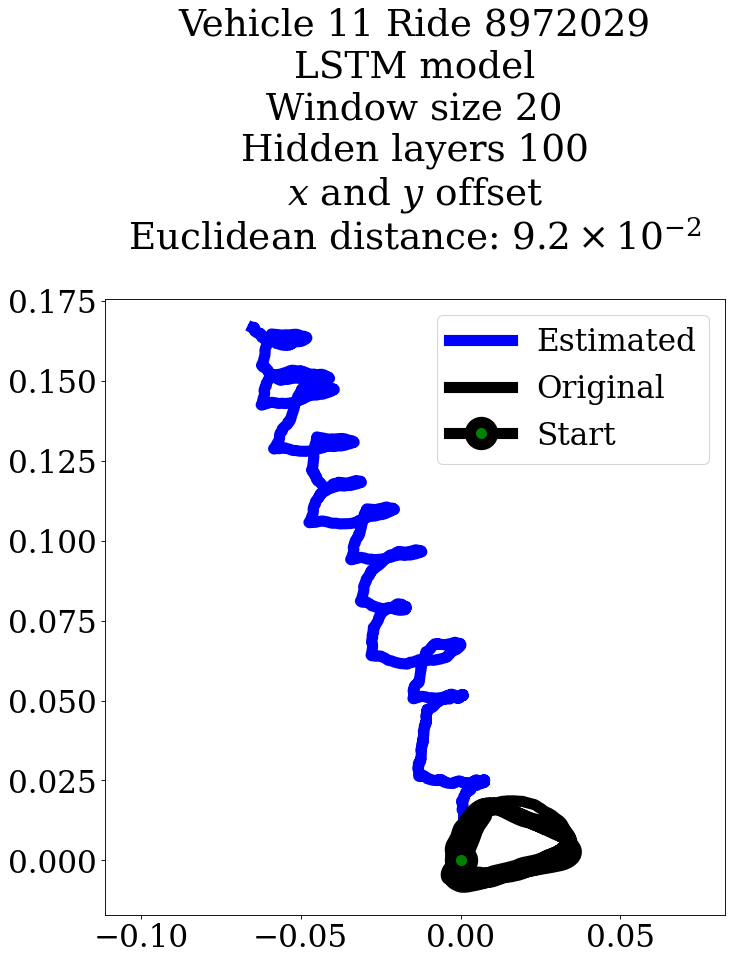 Vehicle 11 Ride 8972029
LSTM model
Window size 20
Hidden layers 100
x and y offset
Euclidean distance: 9.2 × 10⁻²
0.175
0.150
0.125
0.100
0.075
0.050
0.025
0.000
Estimated
Original
Start
−0.10 −0.05 0.00 0.05